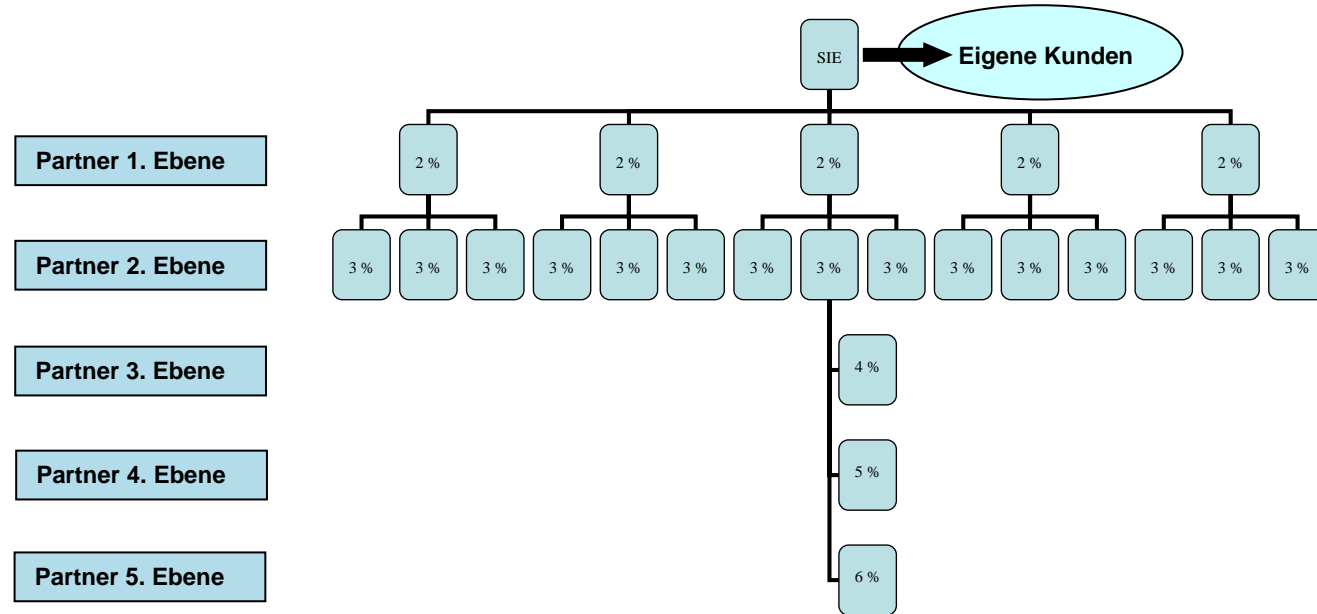 SIE
Eigene Kunden
Partner 1. Ebene
2 % 2 % 2 % 2 % 2 %
Partner 2. Ebene
3 % 3 % 3 % 3 % 3 % 3 % 3 % 3 % 3 % 3 % 3 % 3 % 3 % 3 % 3 %
Partner 3. Ebene
4 %
Partner 4. Ebene
5 %
Partner 5. Ebene
6 %